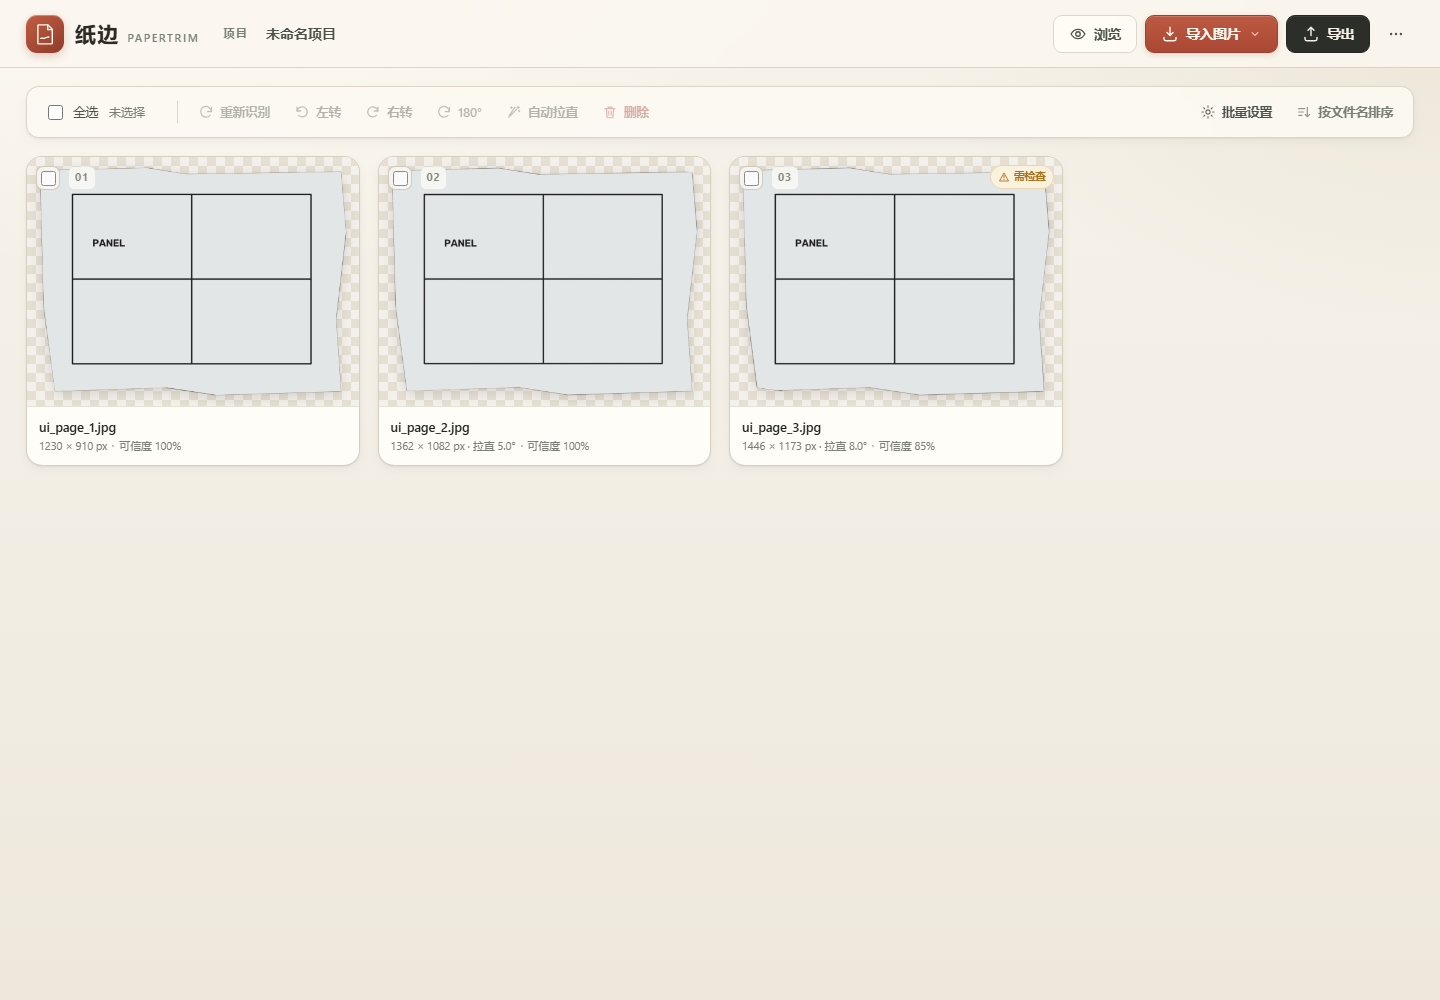 纸边 PAPERTRIM 项目 未命名项目 浏览 导入图片 导出
全选 未选择 重新识别 左转 右转 180° 自动拉直 删除 批量设置 按文件名排序
01
PANEL
ui_page_1.jpg
1230 × 910 px · 可信度 100%
02
PANEL
ui_page_2.jpg
1362 × 1082 px · 拉直 5.0° · 可信度 100%
03 需检查
PANEL
ui_page_3.jpg
1446 × 1173 px · 拉直 8.0° · 可信度 85%